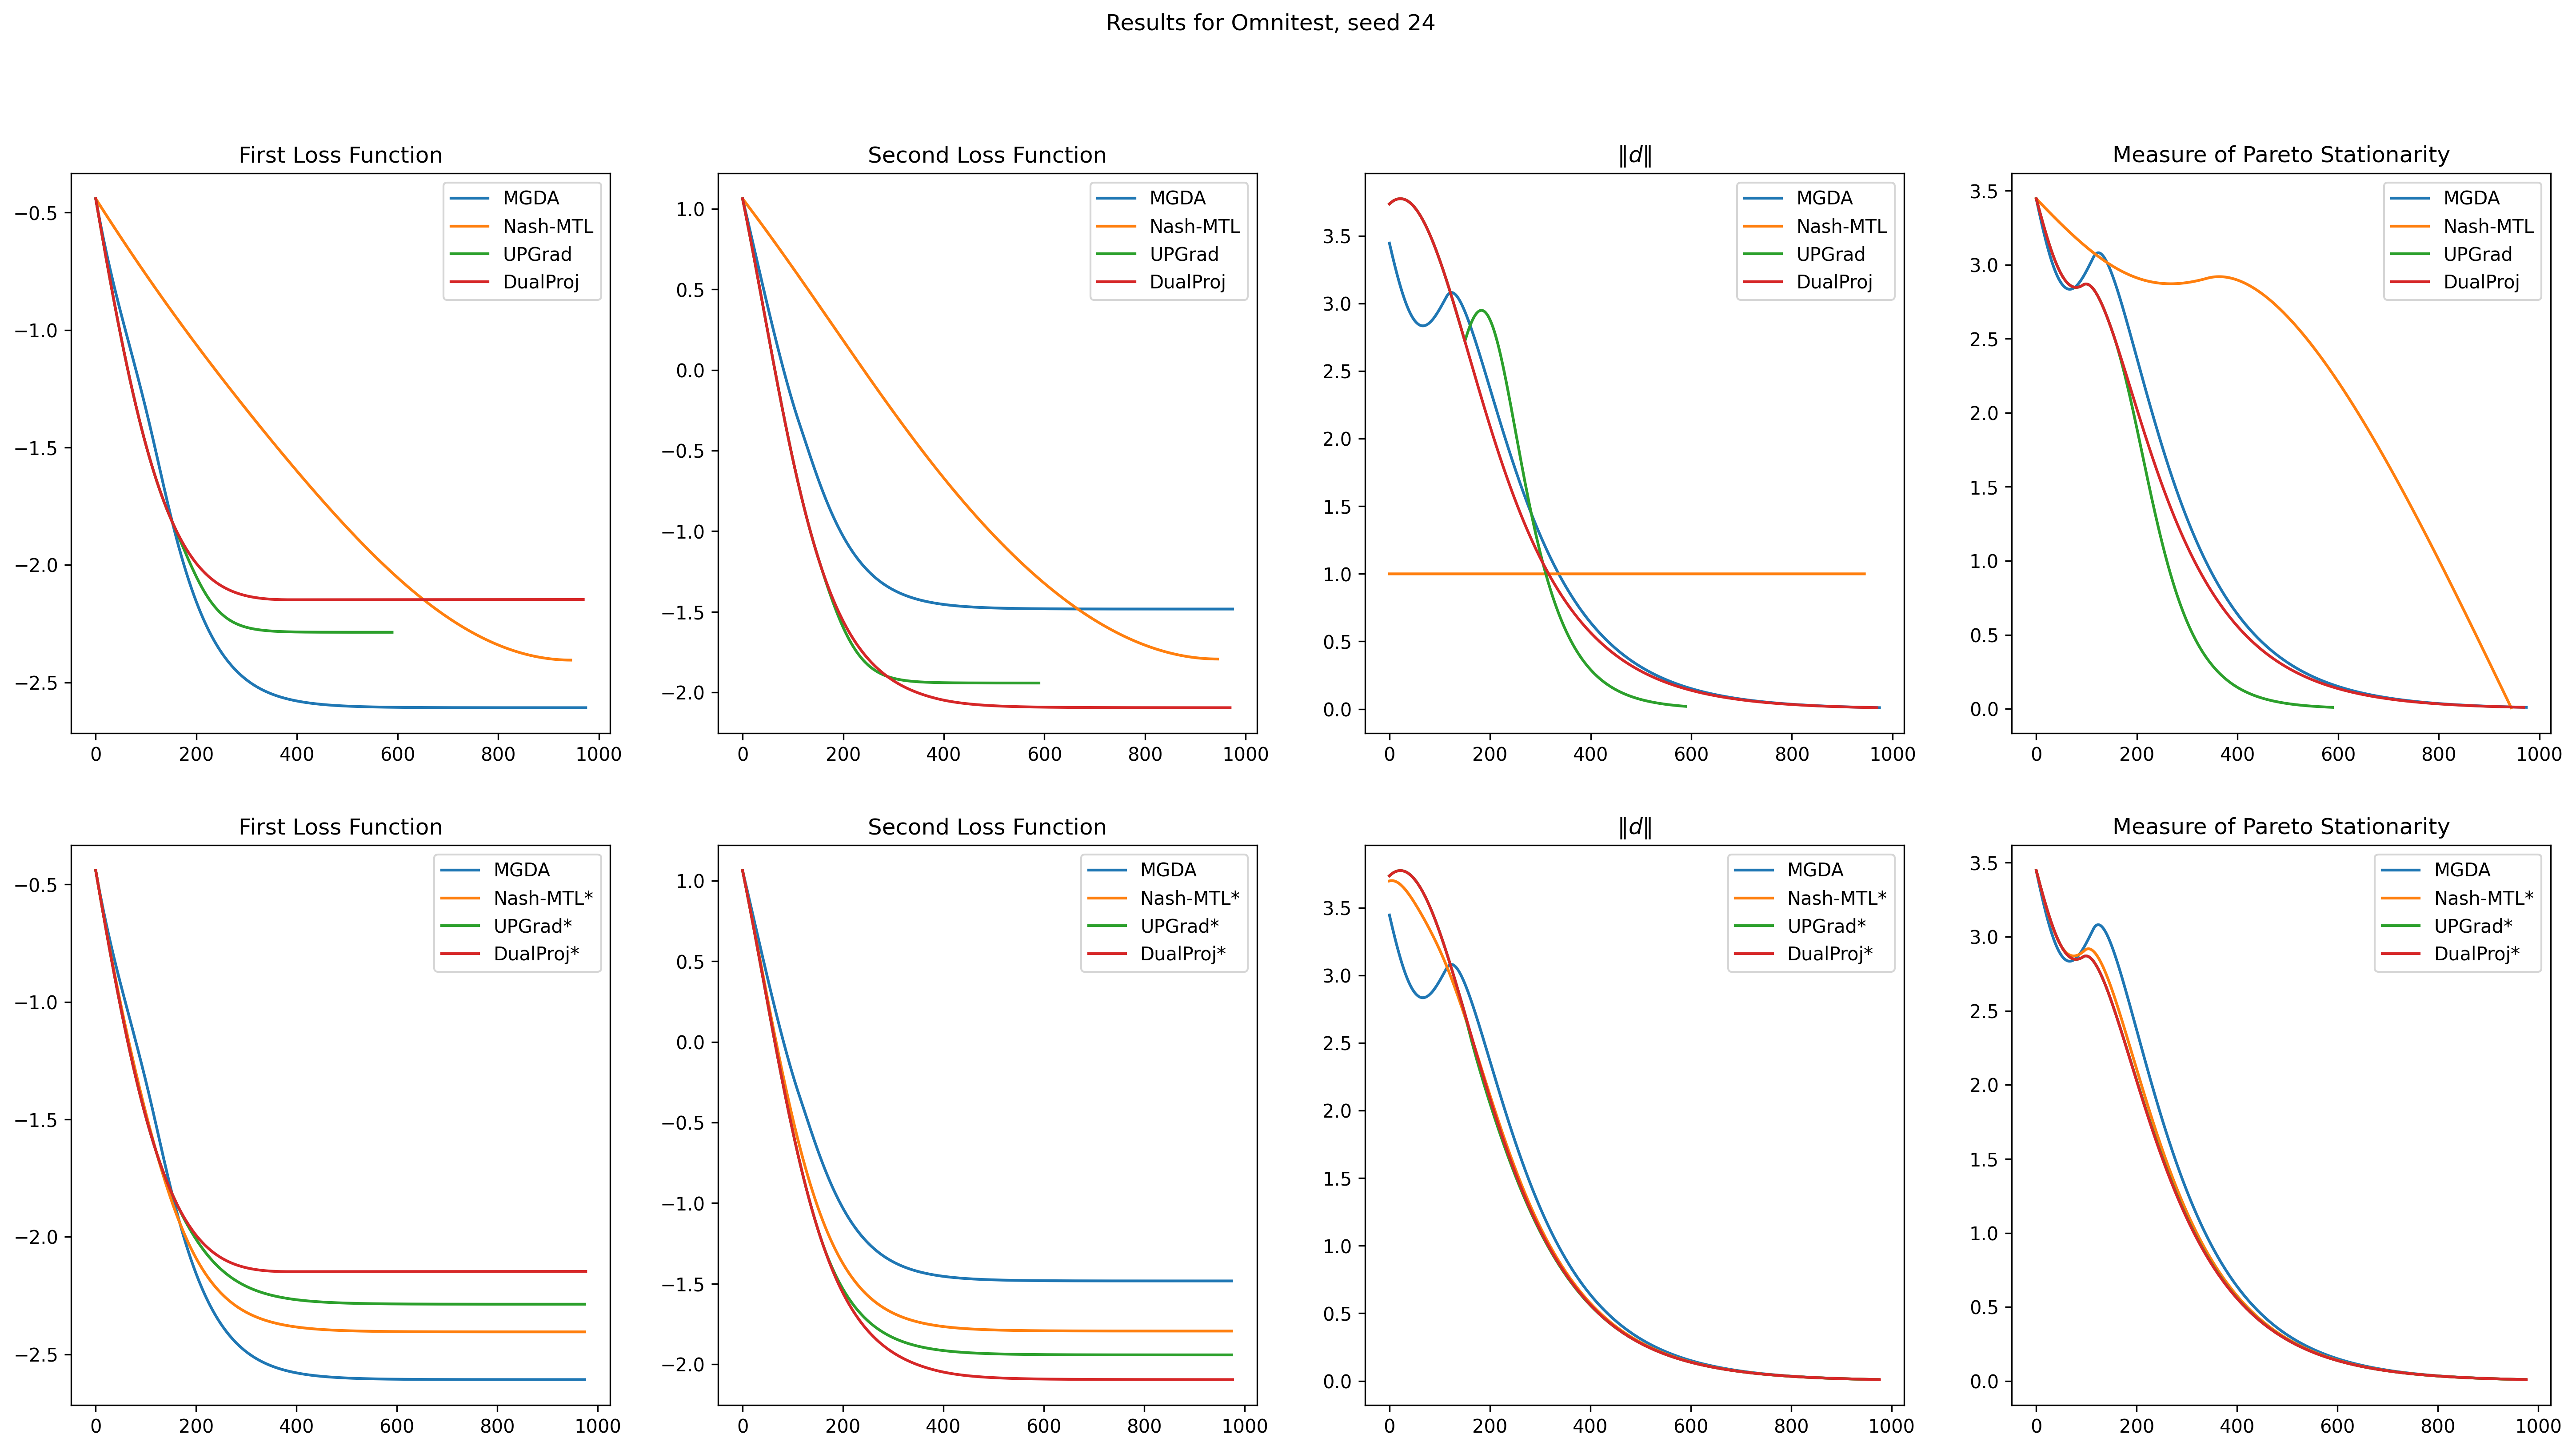 Results for Omnitest, seed 24
First Loss Function
−0.5
−1.0
−1.5
−2.0
−2.5
0 200 400 600 800 1000
MGDA
Nash-MTL
UPGrad
DualProj
Second Loss Function
1.0
0.5
0.0
−0.5
−1.0
−1.5
−2.0
0 200 400 600 800 1000
MGDA
Nash-MTL
UPGrad
DualProj
‖d‖
3.5
3.0
2.5
2.0
1.5
1.0
0.5
0.0
0 200 400 600 800 1000
MGDA
Nash-MTL
UPGrad
DualProj
Measure of Pareto Stationarity
3.5
3.0
2.5
2.0
1.5
1.0
0.5
0.0
0 200 400 600 800 1000
MGDA
Nash-MTL
UPGrad
DualProj
First Loss Function
−0.5
−1.0
−1.5
−2.0
−2.5
0 200 400 600 800 1000
MGDA
Nash-MTL*
UPGrad*
DualProj*
Second Loss Function
1.0
0.5
0.0
−0.5
−1.0
−1.5
−2.0
0 200 400 600 800 1000
MGDA
Nash-MTL*
UPGrad*
DualProj*
‖d‖
3.5
3.0
2.5
2.0
1.5
1.0
0.5
0.0
0 200 400 600 800 1000
MGDA
Nash-MTL*
UPGrad*
DualProj*
Measure of Pareto Stationarity
3.5
3.0
2.5
2.0
1.5
1.0
0.5
0.0
0 200 400 600 800 1000
MGDA
Nash-MTL*
UPGrad*
DualProj*